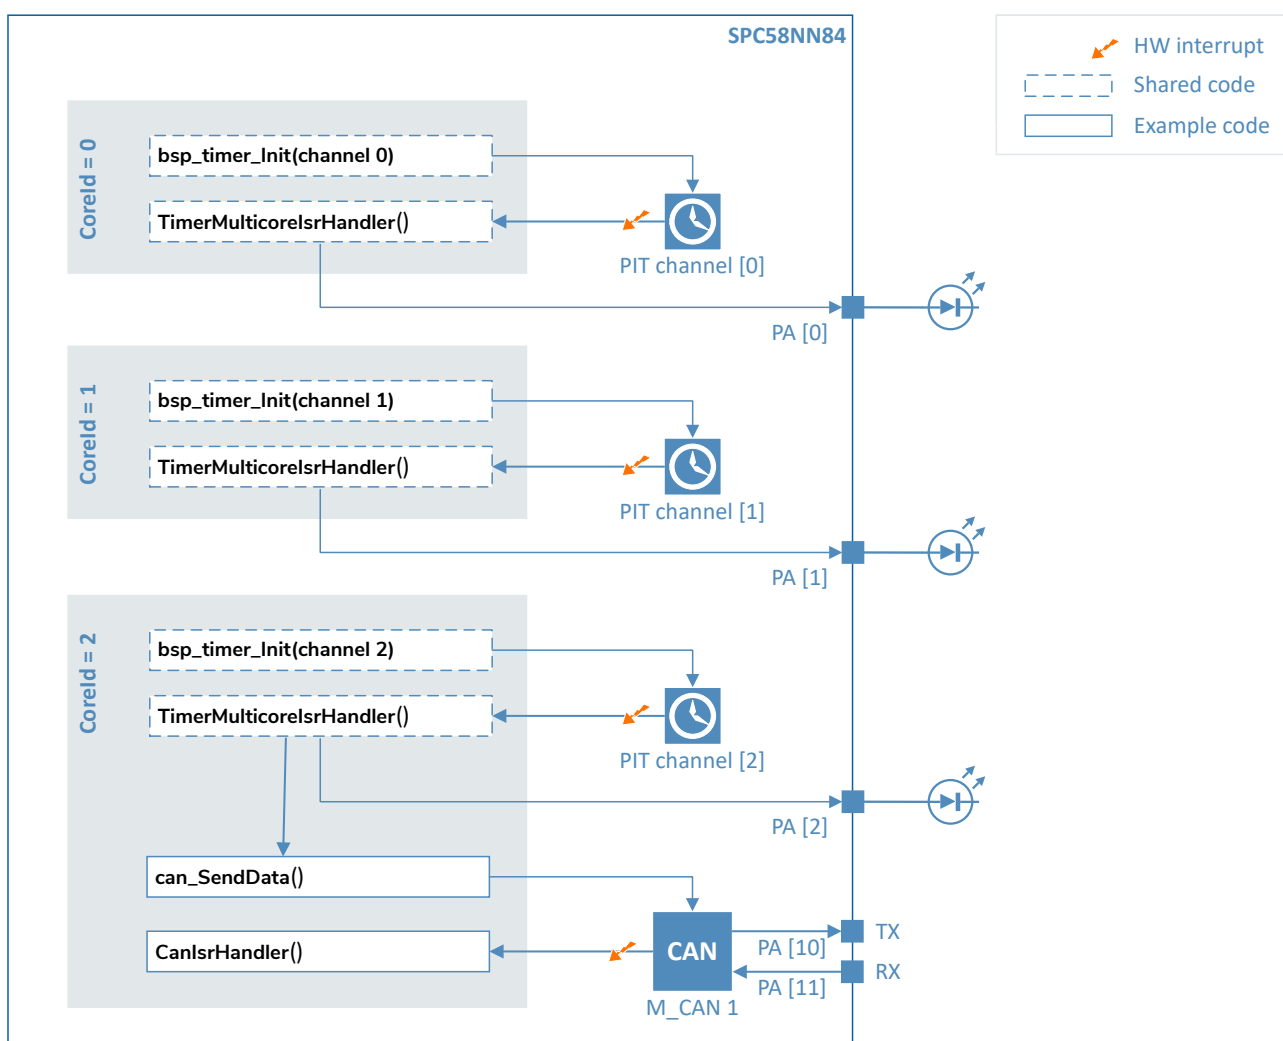 SPC58NN84
HW interrupt
Shared code
Example code
CoreId = 0
bsp_timer_Init(channel 0)
TimerMulticoreIsrHandler()
PIT channel [0]
PA [0]
CoreId = 1
bsp_timer_Init(channel 1)
TimerMulticoreIsrHandler()
PIT channel [1]
PA [1]
CoreId = 2
bsp_timer_Init(channel 2)
TimerMulticoreIsrHandler()
PIT channel [2]
PA [2]
can_SendData()
CanIsrHandler()
CAN
M_CAN 1
PA [10]
TX
PA [11]
RX